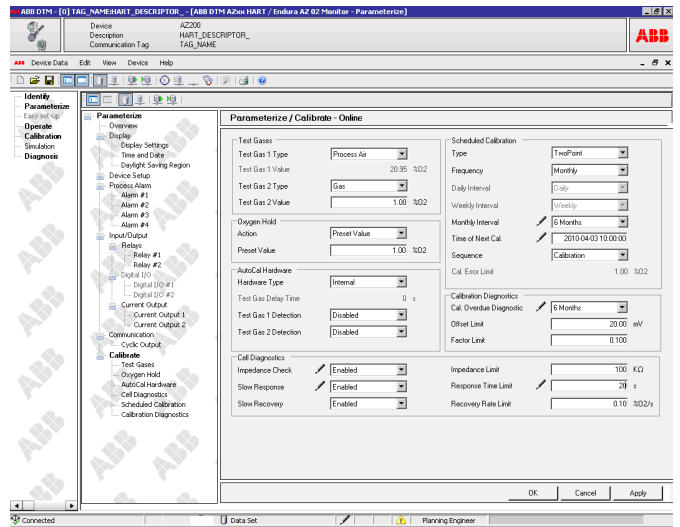 ABB DTM - [0] TAG_NAME:HART_DESCRIPTOR_ - [ABB DTM AZxx HART / Endura AZ 02 Monitor - Parameterize]
Device AZ200
Description HART_DESCRIPTOR_
Communication Tag TAG_NAME
ABB
ABB Device Data Edit View Device Help
Identify
Parameterize
Easy set-up
Operate
Calibration
Simulation
Diagnosis
Parameterize
Overview
Display
Display Settings
Time and Date
Daylight Saving Region
Device Setup
Process Alarm
Alarm #1
Alarm #2
Alarm #3
Alarm #4
Input/Output
Relays
Relay #1
Relay #2
Digital I/O
Digital I/O #1
Digital I/O #2
Current Output
Current Output 1
Current Output 2
Communication
Cyclic Output
Calibrate
Test Gases
Oxygen Hold
AutoCal Hardware
Cell Diagnostics
Scheduled Calibration
Calibration Diagnostics
Parameterize / Calibrate - Online
Test Gases
Test Gas 1 Type Process Air
Test Gas 1 Value 20.95 %O2
Test Gas 2 Type Gas
Test Gas 2 Value 1.00 %O2
Oxygen Hold
Action Preset Value
Preset Value 1.00 %O2
AutoCal Hardware
Hardware Type Internal
Test Gas Delay Time 0 s
Test Gas 1 Detection Disabled
Test Gas 2 Detection Disabled
Scheduled Calibration
Type TwoPoint
Frequency Monthly
Daily Interval Daily
Weekly Interval Weekly
Monthly Interval 6 Months
Time of Next Cal. 2010-04-03 10:00:00
Sequence Calibration
Cal. Error Limit 1.00 %O2
Calibration Diagnostics
Cal. Overdue Diagnostic 6 Months
Offset Limit 20.00 mV
Factor Limit 0.100
Cell Diagnostics
Impedance Check Enabled Impedance Limit 100 KΩ
Slow Response Enabled Response Time Limit 20 s
Slow Recovery Enabled Recovery Rate Limit 0.10 %O2/s
OK Cancel Apply
Connected Data Set Planning Engineer